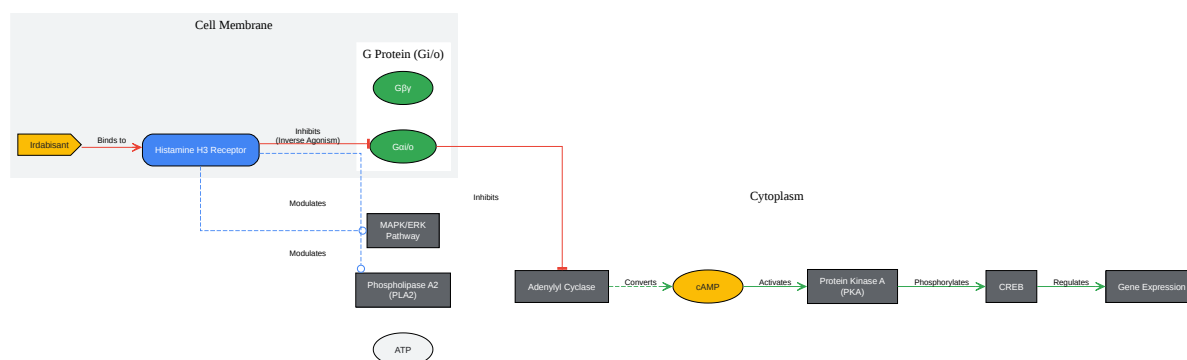 Cell Membrane
G Protein (Gi/o)
Gβγ
Irdabisant
Binds to
Histamine H3 Receptor
Inhibits
(Inverse Agonism)
Gαi/o
Modulates
Inhibits
Cytoplasm
MAPK/ERK
Pathway
Modulates
Phospholipase A2
(PLA2)
Adenylyl Cyclase
Converts
cAMP
Activates
Protein Kinase A
(PKA)
Phosphorylates
CREB
Regulates
Gene Expression
ATP